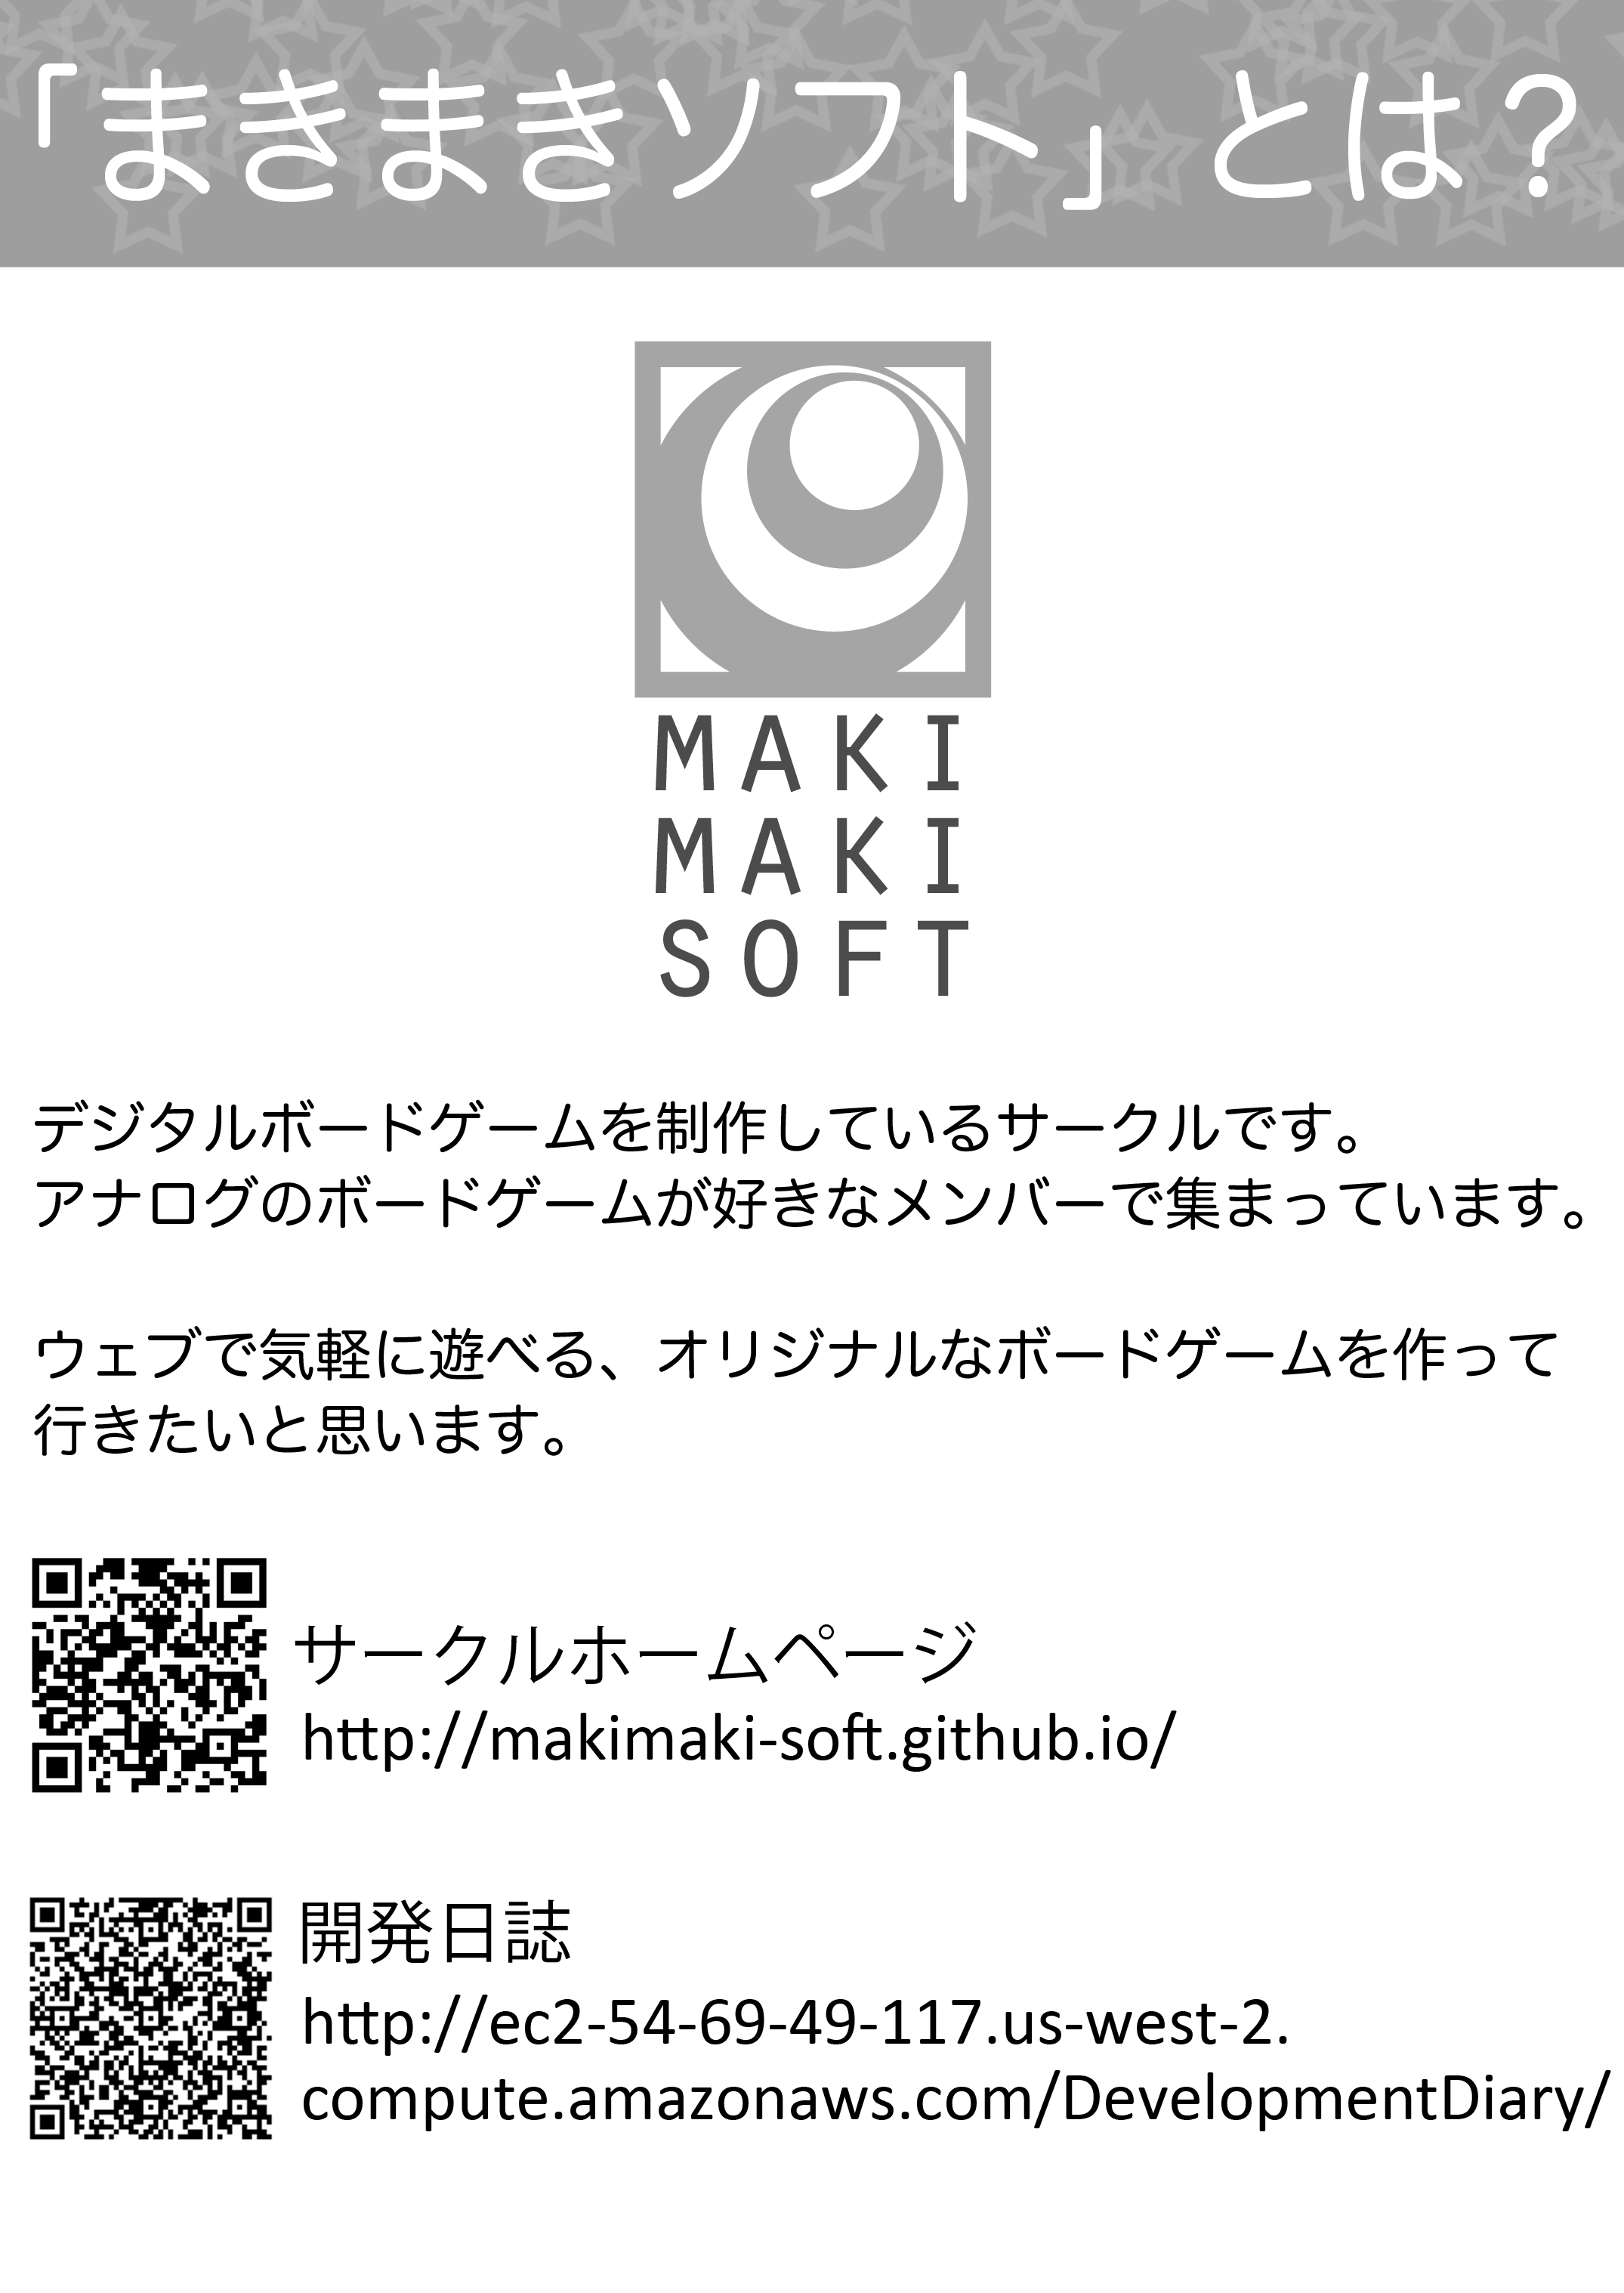 「まきまきソフト」とは？
MAKI
MAKI
SOFT
デジタルボードゲームを制作しているサークルです。
アナログのボードゲームが好きなメンバーで集まっています。
ウェブで気軽に遊べる、オリジナルなボードゲームを作って
行きたいと思います。
サークルホームページ
http://makimaki-soft.github.io/
開発日誌
http://ec2-54-69-49-117.us-west-2.
compute.amazonaws.com/DevelopmentDiary/